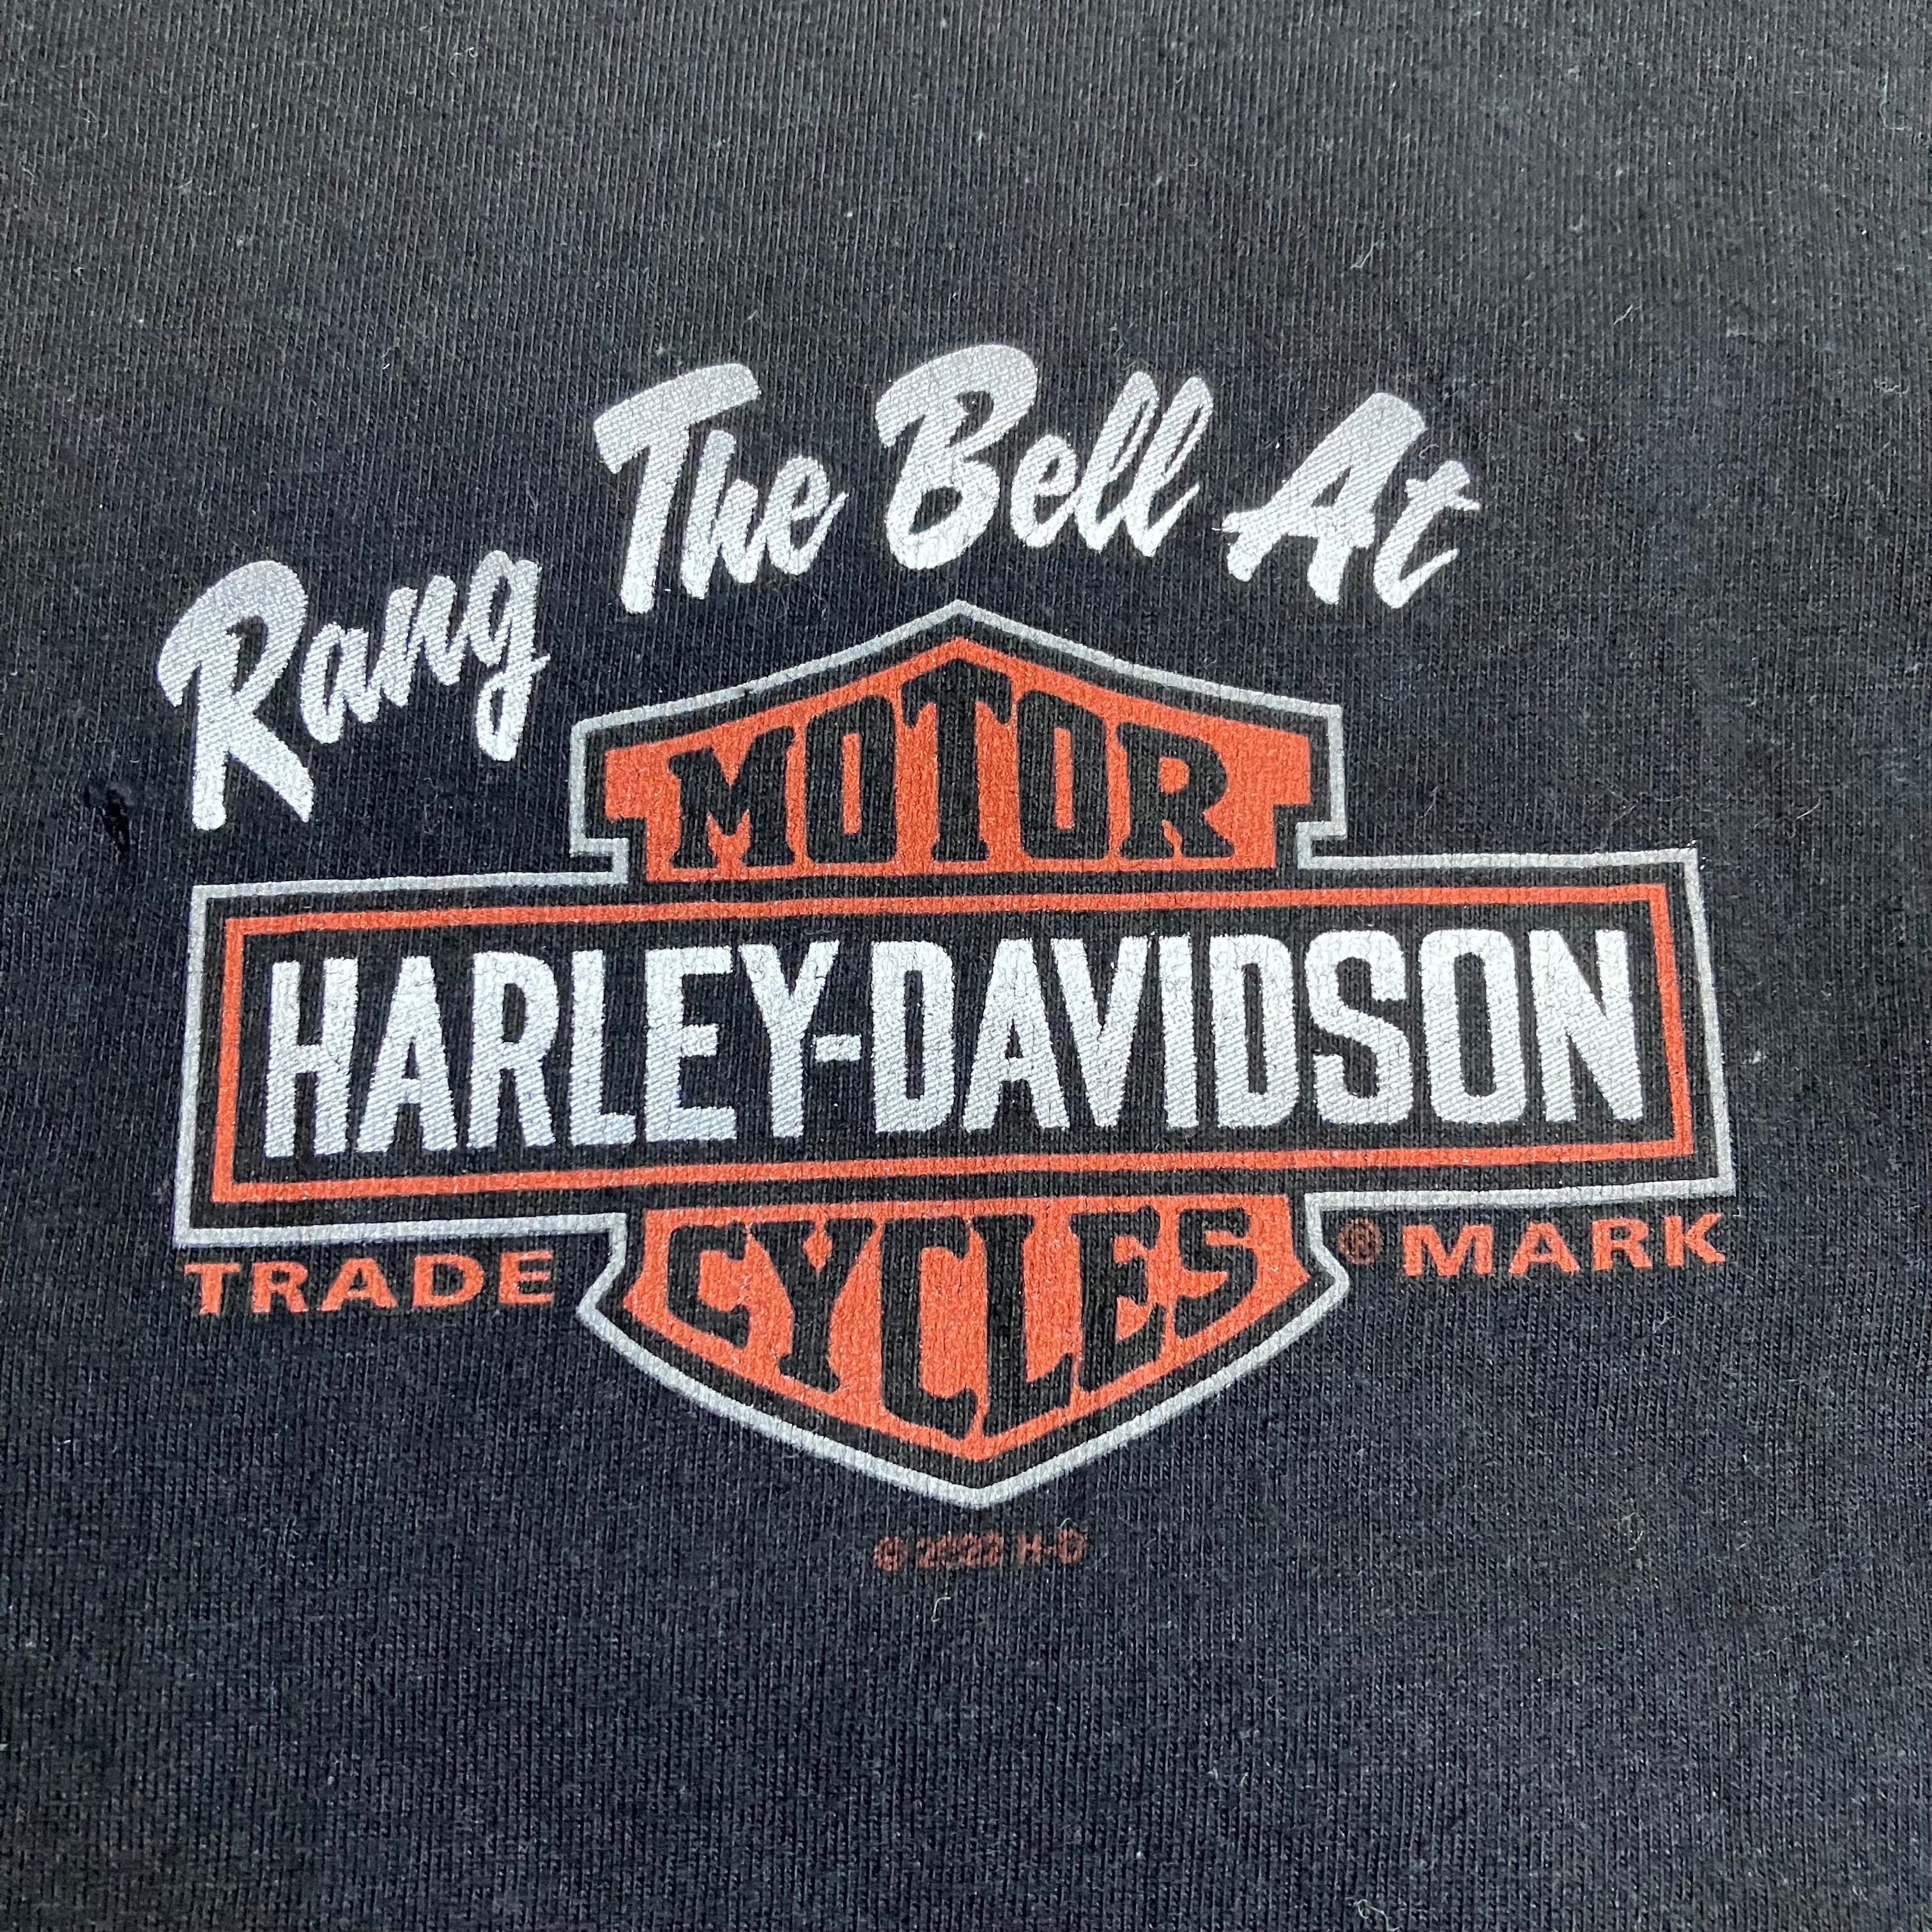 Rang The Bell At
MOTOR
HARLEY-DAVIDSON
CYCLES
TRADE ® MARK
© H-D